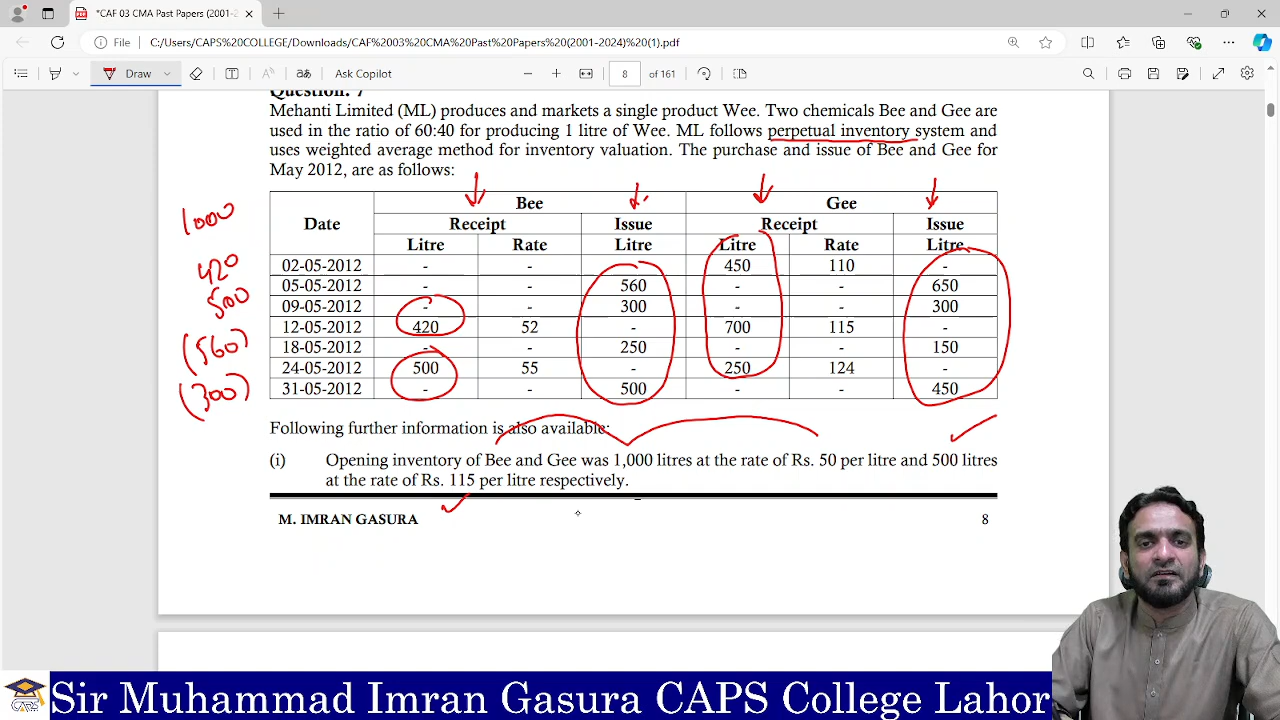 *CAF 03 CMA Past Papers (2001-2
File
C:/Users/CAPS%20COLLEGE/Downloads/CAF%2003%20CMA%20Past%20Papers%20(2001-2024)%20(1).pdf
Draw
Ask Copilot
8 of 161
Question: 7
Mehanti Limited (ML) produces and markets a single product Wee. Two chemicals Bee and Gee are
used in the ratio of 60:40 for producing 1 litre of Wee. ML follows perpetual inventory system and
uses weighted average method for inventory valuation. The purchase and issue of Bee and Gee for
May 2012, are as follows:
Date Bee Gee
Receipt Issue Receipt Issue
Litre Rate Litre Litre Rate Litre
02-05-2012 - - - 450 110 -
05-05-2012 - - 560 - - 650
09-05-2012 - - 300 - - 300
12-05-2012 420 52 - 700 115 -
18-05-2012 - - 250 - - 150
24-05-2012 500 55 - 250 124 -
31-05-2012 - - 500 - - 450
1000
420
500
(560)
(300)
Following further information is also available:
(i) Opening inventory of Bee and Gee was 1,000 litres at the rate of Rs. 50 per litre and 500 litres
at the rate of Rs. 115 per litre respectively.
M. IMRAN GASURA 8
CAPS
Sir Muhammad Imran Gasura CAPS College Lahor